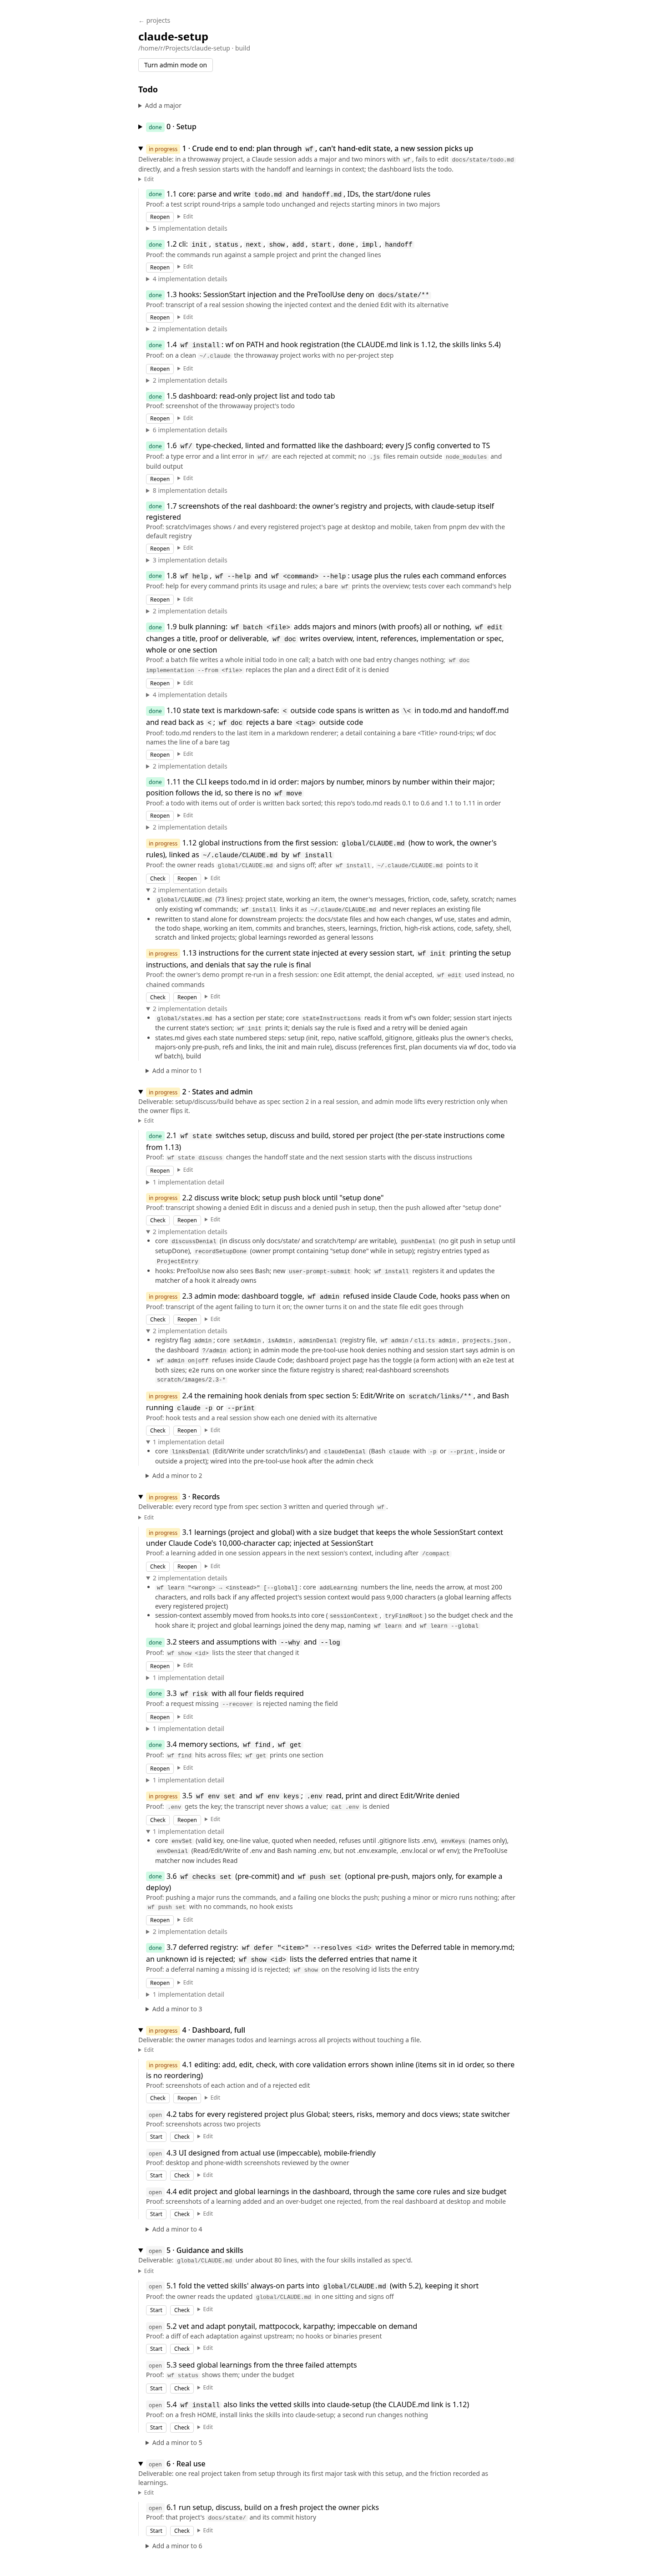 ← projects
claude-setup
/home/r/Projects/claude-setup · build
Turn admin mode on
Todo
▶ Add a major
▶ done 0 · Setup
▼ in progress 1 · Crude end to end: plan through wf, can't hand-edit state, a new session picks up
Deliverable: in a throwaway project, a Claude session adds a major and two minors with wf, fails to edit docs/state/todo.md
directly, and a fresh session starts with the handoff and learnings in context; the dashboard lists the todo.
▶ Edit
done 1.1 core: parse and write todo.md and handoff.md, IDs, the start/done rules
Proof: a test script round-trips a sample todo unchanged and rejects starting minors in two majors
Reopen ▶ Edit
▶ 5 implementation details
done 1.2 cli: init, status, next, show, add, start, done, impl, handoff
Proof: the commands run against a sample project and print the changed lines
Reopen ▶ Edit
▶ 4 implementation details
done 1.3 hooks: SessionStart injection and the PreToolUse deny on docs/state/**
Proof: transcript of a real session showing the injected context and the denied Edit with its alternative
Reopen ▶ Edit
▶ 2 implementation details
done 1.4 wf install: wf on PATH and hook registration (the CLAUDE.md link is 1.12, the skills links 5.4)
Proof: on a clean ~/.claude the throwaway project works with no per-project step
Reopen ▶ Edit
▶ 2 implementation details
done 1.5 dashboard: read-only project list and todo tab
Proof: screenshot of the throwaway project's todo
Reopen ▶ Edit
▶ 6 implementation details
done 1.6 wf/ type-checked, linted and formatted like the dashboard; every JS config converted to TS
Proof: a type error and a lint error in wf/ are each rejected at commit; no .js files remain outside node_modules and
build output
Reopen ▶ Edit
▶ 8 implementation details
done 1.7 screenshots of the real dashboard: the owner's registry and projects, with claude-setup itself
registered
Proof: scratch/images shows / and every registered project's page at desktop and mobile, taken from pnpm dev with the
default registry
Reopen ▶ Edit
▶ 3 implementation details
done 1.8 wf help, wf --help and wf <command> --help: usage plus the rules each command enforces
Proof: help for every command prints its usage and rules; a bare wf prints the overview; tests cover each command's help
Reopen ▶ Edit
▶ 2 implementation details
done 1.9 bulk planning: wf batch <file> adds majors and minors (with proofs) all or nothing, wf edit
changes a title, proof or deliverable, wf doc writes overview, intent, references, implementation or spec,
whole or one section
Proof: a batch file writes a whole initial todo in one call; a batch with one bad entry changes nothing; wf doc
implementation --from <file> replaces the plan and a direct Edit of it is denied
Reopen ▶ Edit
▶ 4 implementation details
done 1.10 state text is markdown-safe: < outside code spans is written as \< in todo.md and handoff.md
and read back as <; wf doc rejects a bare <tag> outside code
Proof: todo.md renders to the last item in a markdown renderer; a detail containing a bare <Title> round-trips; wf doc
names the line of a bare tag
Reopen ▶ Edit
▶ 2 implementation details
done 1.11 the CLI keeps todo.md in id order: majors by number, minors by number within their major;
position follows the id, so there is no wf move
Proof: a todo with items out of order is written back sorted; this repo's todo.md reads 0.1 to 0.6 and 1.1 to 1.11 in order
Reopen ▶ Edit
▶ 2 implementation details
in progress 1.12 global instructions from the first session: global/CLAUDE.md (how to work, the owner's
rules), linked as ~/.claude/CLAUDE.md by wf install
Proof: the owner reads global/CLAUDE.md and signs off; after wf install, ~/.claude/CLAUDE.md points to it
Check Reopen ▶ Edit
▼ 2 implementation details
• global/CLAUDE.md (73 lines): project state, working an item, the owner's messages, friction, code, safety, scratch; names
only existing wf commands; wf install links it as ~/.claude/CLAUDE.md and never replaces an existing file
• rewritten to stand alone for downstream projects: the docs/state files and how each changes, wf use, states and admin,
the todo shape, working an item, commits and branches, steers, learnings, friction, high-risk actions, code, safety, shell,
scratch and linked projects; global learnings reworded as general lessons
in progress 1.13 instructions for the current state injected at every session start, wf init printing the setup
instructions, and denials that say the rule is final
Proof: the owner's demo prompt re-run in a fresh session: one Edit attempt, the denial accepted, wf edit used instead, no
chained commands
Check Reopen ▶ Edit
▼ 2 implementation details
• global/states.md has a section per state; core stateInstructions reads it from wf's own folder; session start injects
the current state's section; wf init prints it; denials say the rule is fixed and a retry will be denied again
• states.md gives each state numbered steps: setup (init, repo, native scaffold, gitignore, gitleaks plus the owner's checks,
majors-only pre-push, refs and links, the init and main rule), discuss (references first, plan documents via wf doc, todo via
wf batch), build
▶ Add a minor to 1
▼ in progress 2 · States and admin
Deliverable: setup/discuss/build behave as spec section 2 in a real session, and admin mode lifts every restriction only when
the owner flips it.
▶ Edit
done 2.1 wf state switches setup, discuss and build, stored per project (the per-state instructions come
from 1.13)
Proof: wf state discuss changes the handoff state and the next session starts with the discuss instructions
Reopen ▶ Edit
▶ 1 implementation detail
in progress 2.2 discuss write block; setup push block until "setup done"
Proof: transcript showing a denied Edit in discuss and a denied push in setup, then the push allowed after "setup done"
Check Reopen ▶ Edit
▼ 2 implementation details
• core discussDenial (in discuss only docs/state/ and scratch/temp/ are writable), pushDenial (no git push in setup until
setupDone), recordSetupDone (owner prompt containing "setup done" while in setup); registry entries typed as
ProjectEntry
• hooks: PreToolUse now also sees Bash; new user-prompt-submit hook; wf install registers it and updates the
matcher of a hook it already owns
in progress 2.3 admin mode: dashboard toggle, wf admin refused inside Claude Code, hooks pass when on
Proof: transcript of the agent failing to turn it on; the owner turns it on and the state file edit goes through
Check Reopen ▶ Edit
▼ 2 implementation details
• registry flag admin; core setAdmin, isAdmin, adminDenial (registry file, wf admin/cli.ts admin, projects.json,
the dashboard ?/admin action); in admin mode the pre-tool-use hook denies nothing and session start says admin is on
• wf admin on|off refuses inside Claude Code; dashboard project page has the toggle (a form action) with an e2e test at
both sizes; e2e runs on one worker since the fixture registry is shared; real-dashboard screenshots
scratch/images/2.3-*
in progress 2.4 the remaining hook denials from spec section 5: Edit/Write on scratch/links/**, and Bash
running claude -p or --print
Proof: hook tests and a real session show each one denied with its alternative
Check Reopen ▶ Edit
▼ 1 implementation detail
• core linksDenial (Edit/Write under scratch/links/) and claudeDenial (Bash claude with -p or --print, inside or
outside a project); wired into the pre-tool-use hook after the admin check
▶ Add a minor to 2
▼ in progress 3 · Records
Deliverable: every record type from spec section 3 written and queried through wf.
▶ Edit
in progress 3.1 learnings (project and global) with a size budget that keeps the whole SessionStart context
under Claude Code's 10,000-character cap; injected at SessionStart
Proof: a learning added in one session appears in the next session's context, including after /compact
Check Reopen ▶ Edit
▼ 2 implementation details
• wf learn "<wrong> → <instead>" [--global]: core addLearning numbers the line, needs the arrow, at most 200
characters, and rolls back if any affected project's session context would pass 9,000 characters (a global learning affects
every registered project)
• session-context assembly moved from hooks.ts into core (sessionContext, tryFindRoot) so the budget check and the
hook share it; project and global learnings joined the deny map, naming wf learn and wf learn --global
done 3.2 steers and assumptions with --why and --log
Proof: wf show <id> lists the steer that changed it
Reopen ▶ Edit
▶ 1 implementation detail
done 3.3 wf risk with all four fields required
Proof: a request missing --recover is rejected naming the field
Reopen ▶ Edit
▶ 1 implementation detail
done 3.4 memory sections, wf find, wf get
Proof: wf find hits across files; wf get prints one section
Reopen ▶ Edit
▶ 1 implementation detail
in progress 3.5 wf env set and wf env keys; .env read, print and direct Edit/Write denied
Proof: .env gets the key; the transcript never shows a value; cat .env is denied
Check Reopen ▶ Edit
▼ 1 implementation detail
• core envSet (valid key, one-line value, quoted when needed, refuses until .gitignore lists .env), envKeys (names only),
envDenial (Read/Edit/Write of .env and Bash naming .env, but not .env.example, .env.local or wf env); the PreToolUse
matcher now includes Read
done 3.6 wf checks set (pre-commit) and wf push set (optional pre-push, majors only, for example a
deploy)
Proof: pushing a major runs the commands, and a failing one blocks the push; pushing a minor or micro runs nothing; after
wf push set with no commands, no hook exists
Reopen ▶ Edit
▶ 2 implementation details
done 3.7 deferred registry: wf defer "<item>" --resolves <id> writes the Deferred table in memory.md;
an unknown id is rejected; wf show <id> lists the deferred entries that name it
Proof: a deferral naming a missing id is rejected; wf show on the resolving id lists the entry
Reopen ▶ Edit
▶ 1 implementation detail
▶ Add a minor to 3
▼ in progress 4 · Dashboard, full
Deliverable: the owner manages todos and learnings across all projects without touching a file.
▶ Edit
in progress 4.1 editing: add, edit, check, with core validation errors shown inline (items sit in id order, so there
is no reordering)
Proof: screenshots of each action and of a rejected edit
Check Reopen ▶ Edit
open 4.2 tabs for every registered project plus Global; steers, risks, memory and docs views; state switcher
Proof: screenshots across two projects
Start Check ▶ Edit
open 4.3 UI designed from actual use (impeccable), mobile-friendly
Proof: desktop and phone-width screenshots reviewed by the owner
Start Check ▶ Edit
open 4.4 edit project and global learnings in the dashboard, through the same core rules and size budget
Proof: screenshots of a learning added and an over-budget one rejected, from the real dashboard at desktop and mobile
Start Check ▶ Edit
▶ Add a minor to 4
▼ open 5 · Guidance and skills
Deliverable: global/CLAUDE.md under about 80 lines, with the four skills installed as spec'd.
▶ Edit
open 5.1 fold the vetted skills' always-on parts into global/CLAUDE.md (with 5.2), keeping it short
Proof: the owner reads the updated global/CLAUDE.md in one sitting and signs off
Start Check ▶ Edit
open 5.2 vet and adapt ponytail, mattpocock, karpathy; impeccable on demand
Proof: a diff of each adaptation against upstream; no hooks or binaries present
Start Check ▶ Edit
open 5.3 seed global learnings from the three failed attempts
Proof: wf status shows them; under the budget
Start Check ▶ Edit
open 5.4 wf install also links the vetted skills into claude-setup (the CLAUDE.md link is 1.12)
Proof: on a fresh HOME, install links the skills into claude-setup; a second run changes nothing
Start Check ▶ Edit
▶ Add a minor to 5
▼ open 6 · Real use
Deliverable: one real project taken from setup through its first major task with this setup, and the friction recorded as
learnings.
▶ Edit
open 6.1 run setup, discuss, build on a fresh project the owner picks
Proof: that project's docs/state/ and its commit history
Start Check ▶ Edit
▶ Add a minor to 6